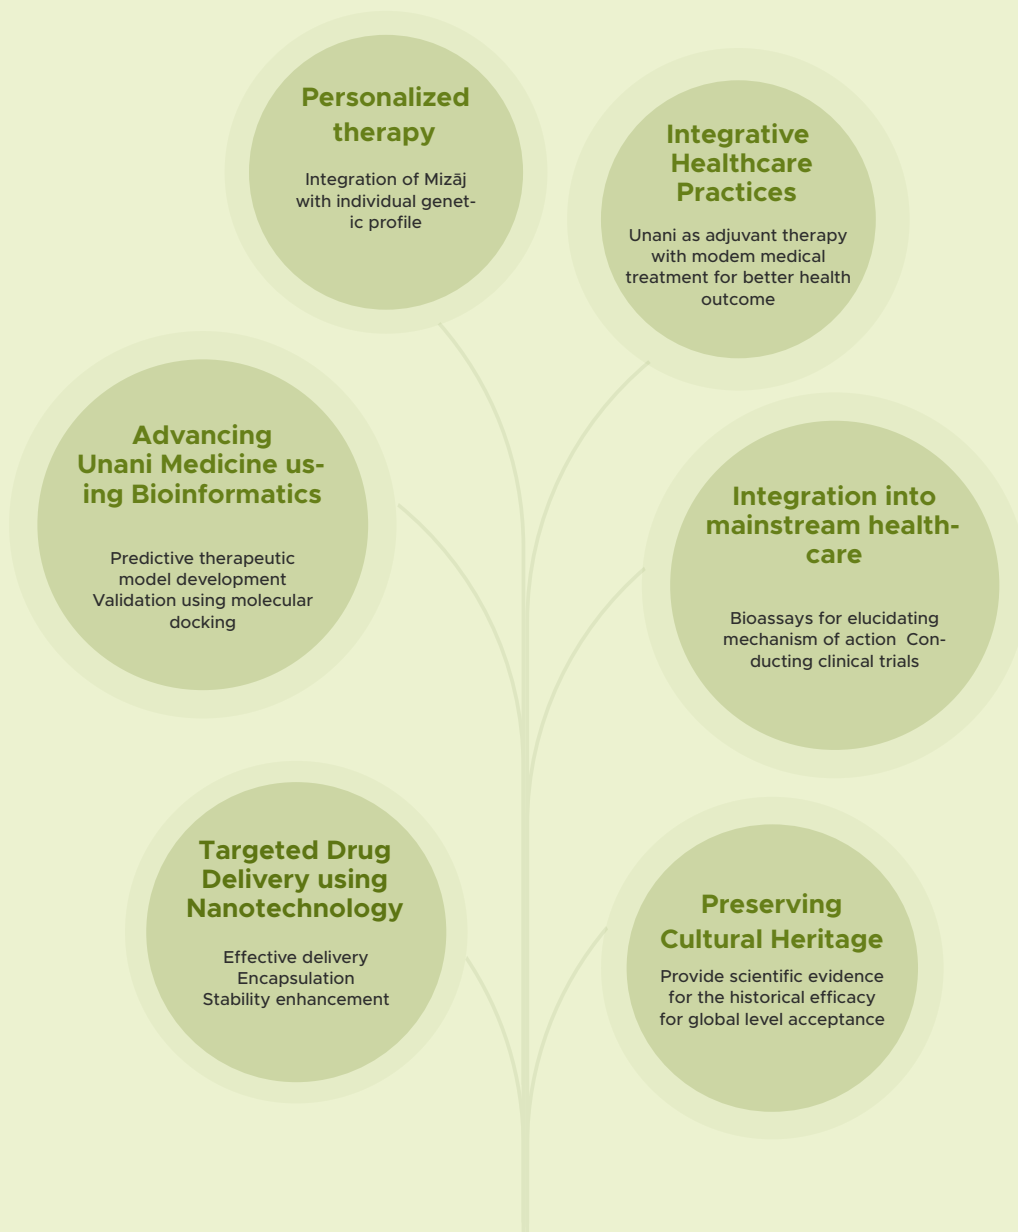 Personalized
therapy
Integration of Mizāj
with individual genet-
ic profile
Integrative
Healthcare
Practices
Unani as adjuvant therapy
with modem medical
treatment for better health
outcome
Advancing
Unani Medicine us-
ing Bioinformatics
Predictive therapeutic
model development
Validation using molecular
docking
Integration into
mainstream health-
care
Bioassays for elucidating
mechanism of action  Con-
ducting clinical trials
Targeted Drug
Delivery using
Nanotechnology
Effective delivery
Encapsulation
Stability enhancement
Preserving
Cultural Heritage
Provide scientific evidence
for the historical efficacy
for global level acceptance